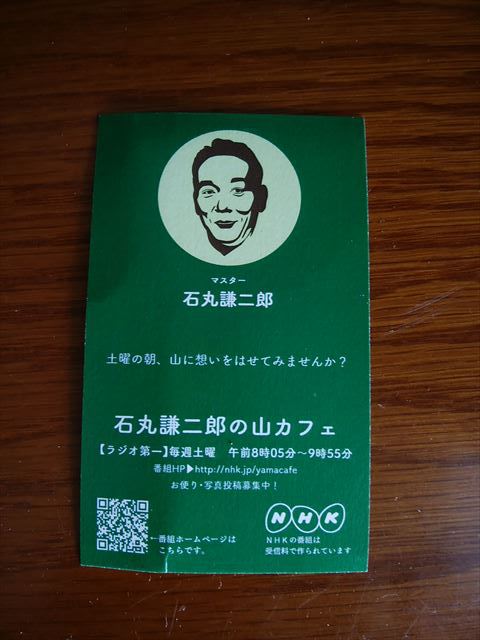 マスター
石丸謙二郎
土曜の朝、山に想いをはせてみませんか？
石丸謙二郎の山カフェ
【ラジオ第一】毎週土曜　午前8時05分〜9時55分
番組HP▶http://nhk.jp/yamacafe
お便り・写真投稿募集中！
←番組ホームページは
こちらです。
NHK
NHKの番組は
受信料で作られています